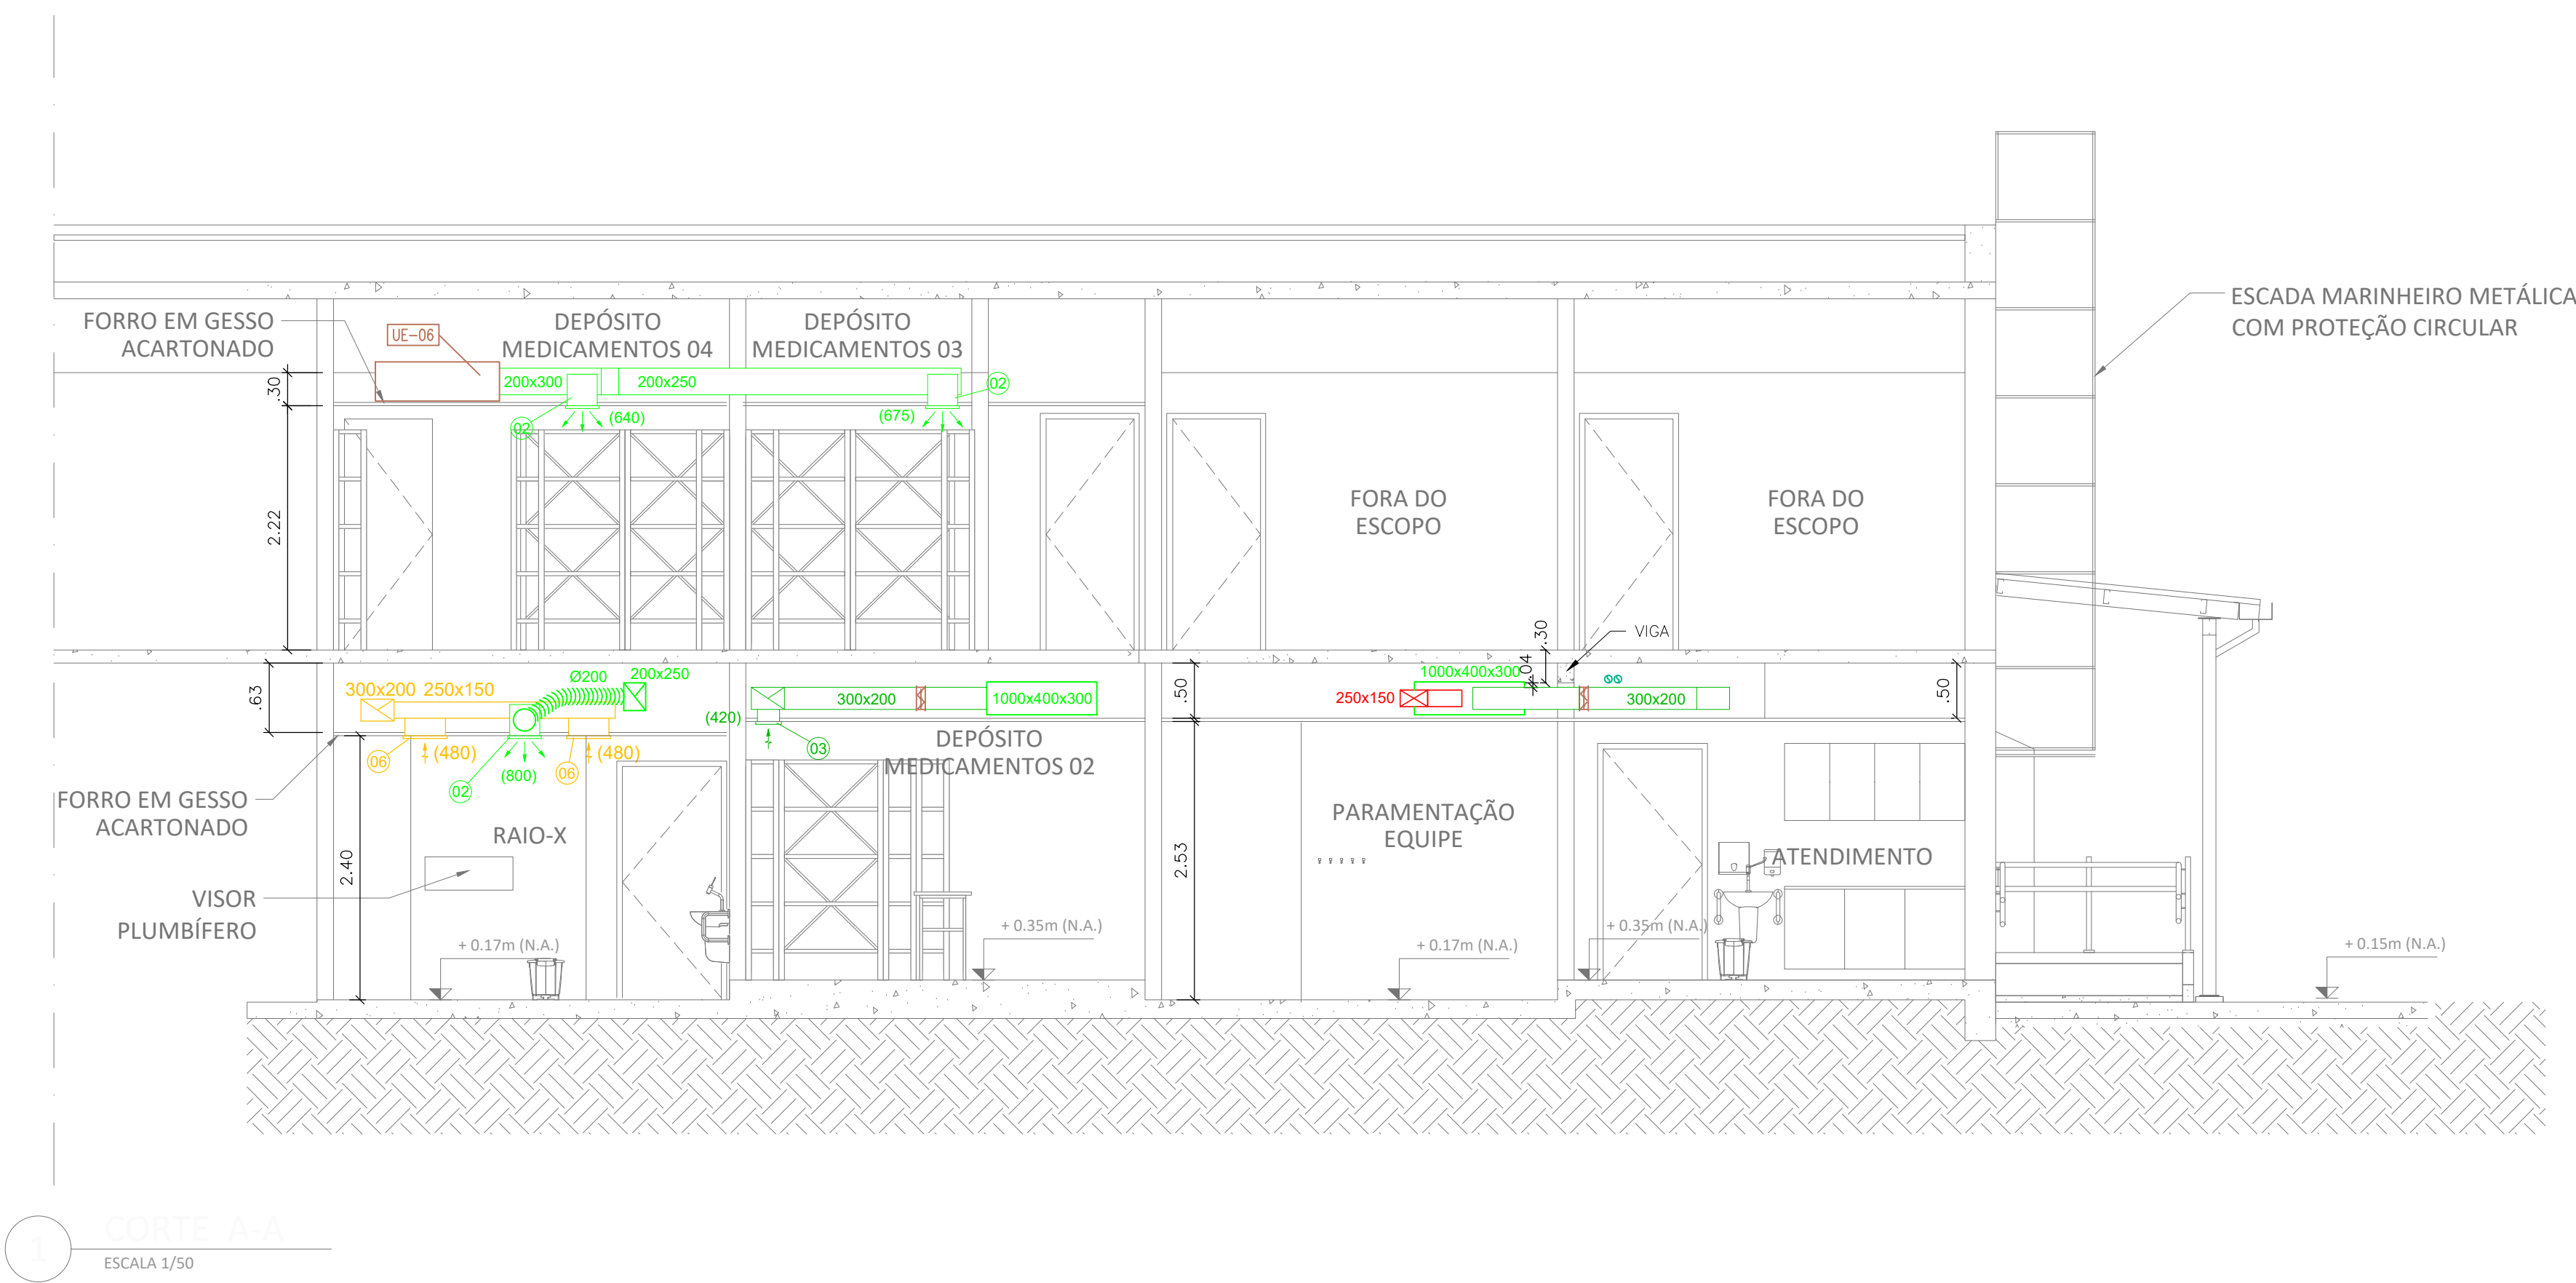 ESCADA MARINHEIRO METÁLICA
COM PROTEÇÃO CIRCULAR
FORRO EM GESSO
ACARTONADO
UE-06
DEPÓSITO
MEDICAMENTOS 04
DEPÓSITO
MEDICAMENTOS 03
.30
200x300
200x250
02
02
(640)
(675)
2.22
FORA DO
ESCOPO
FORA DO
ESCOPO
.30
VIGA
.04
.63
300x200
250x150
Ø200
200x250
(420)
300x200
1000x400x300
.50
1000x400x300
250x150
300x200
.50
06
(480)
02
(800)
06
(480)
03
DEPÓSITO
MEDICAMENTOS 02
FORRO EM GESSO
ACARTONADO
RAIO-X
PARAMENTAÇÃO
EQUIPE
ATENDIMENTO
2.40
2.53
VISOR
PLUMBÍFERO
+ 0.17m (N.A.)
+ 0.35m (N.A.)
+ 0.17m (N.A.)
+ 0.35m (N.A.)
+ 0.15m (N.A.)
1
CORTE A-A
ESCALA 1/50